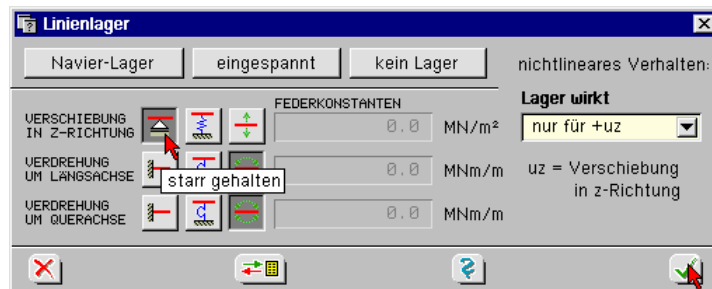 Linienlager
Navier-Lager eingespannt kein Lager nichtlineares Verhalten:
FEDERKONSTANTEN Lager wirkt
VERSCHIEBUNG
IN Z-RICHTUNG 0.0 MN/m² nur für +uz
VERDREHUNG
UM LÄNGSACHSE 0.0 MNm/m uz = Verschiebung
starr gehalten in z-Richtung
VERDREHUNG
UM QUERACHSE 0.0 MNm/m